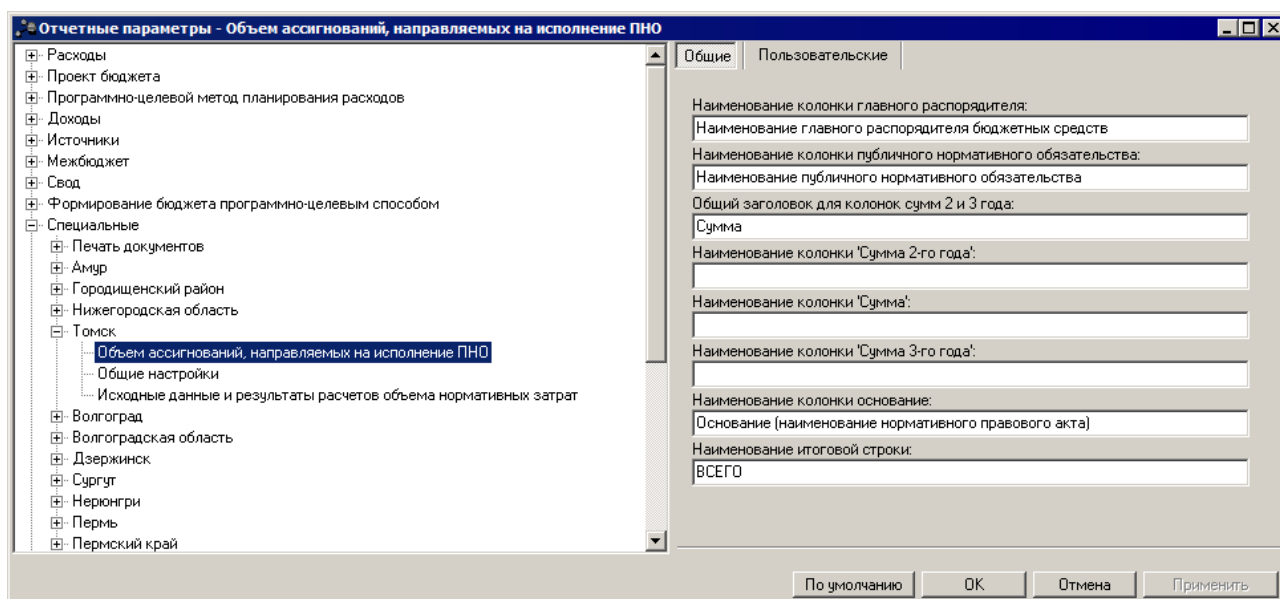 Отчетные параметры - Объем ассигнований, направляемых на исполнение ПНО
Расходы
Проект бюджета
Программно-целевой метод планирования расходов
Доходы
Источники
Межбюджет
Свод
Формирование бюджета программно-целевым способом
Специальные
Печать документов
Амур
Городищенский район
Нижегородская область
Томск
Объем ассигнований, направляемых на исполнение ПНО
Общие настройки
Исходные данные и результаты расчетов объема нормативных затрат
Волгоград
Волгоградская область
Дзержинск
Сургут
Нерюнгри
Пермь
Пермский край
Общие Пользовательские
Наименование колонки главного распорядителя:
Наименование главного распорядителя бюджетных средств
Наименование колонки публичного нормативного обязательства:
Наименование публичного нормативного обязательства
Общий заголовок для колонок сумм 2 и 3 года:
Сумма
Наименование колонки 'Сумма 2-го года':
Наименование колонки 'Сумма':
Наименование колонки 'Сумма 3-го года':
Наименование колонки основание:
Основание (наименование нормативного правового акта)
Наименование итоговой строки:
ВСЕГО
По умолчанию OK Отмена Применить